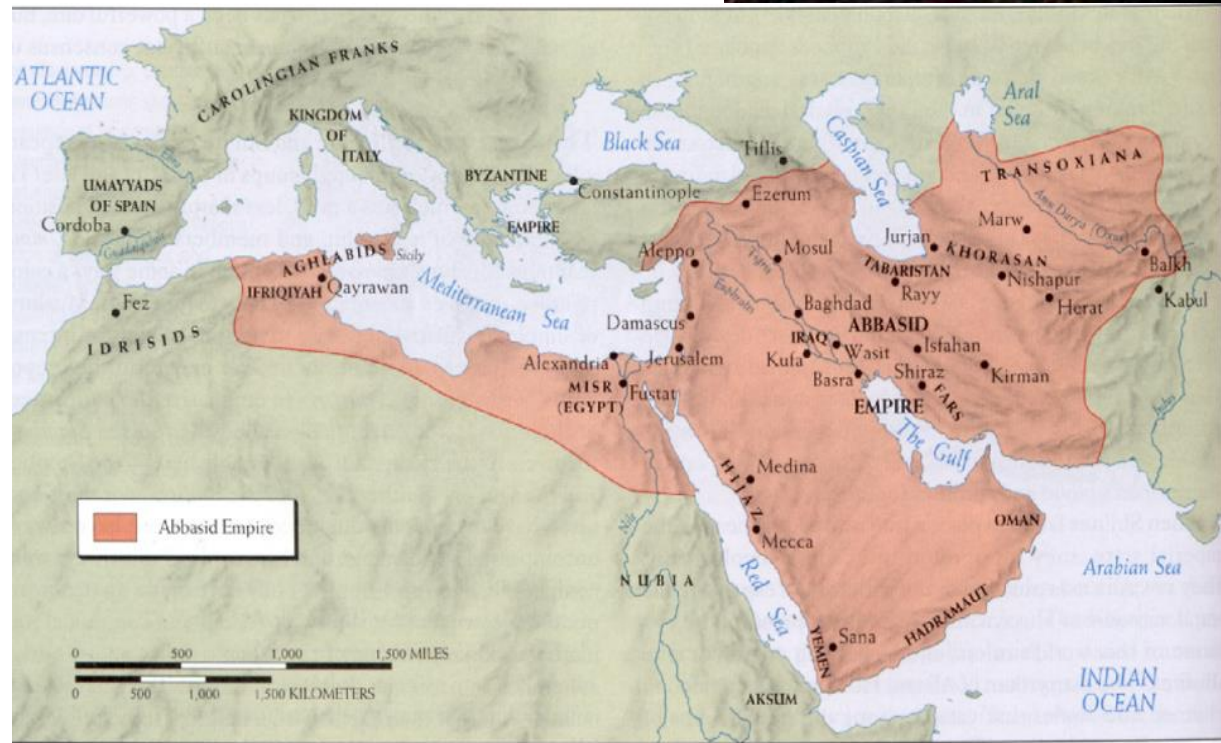 ATLANTIC
OCEAN
CAROLINGIAN FRANKS
KINGDOM
OF
ITALY
UMAYYADS
OF SPAIN
Cordoba
Fez
IDRISIDS
AGHLABIDS
Sicily
IFRIQIYAH
Qayrawan
Mediterranean Sea
BYZANTINE
EMPIRE
Constantinople
Black Sea
Tiflis
Ezerum
Caspian Sea
Aral
Sea
TRANSOXIANA
Amu Darya (Oxus)
Marw
Jurjan
KHORASAN
Balkh
Kabul
TABARISTAN
Nishapur
Rayy
Herat
Aleppo
Mosul
Baghdad
Damascus
ABBASID
IRAQ
Wasit
Isfahan
Alexandria
Jerusalem
Kufa
Kirman
Shiraz
Basra
FARS
MISR
(EGYPT)
Fustat
EMPIRE
The Gulf
Medina
HIJAZ
Mecca
OMAN
Nil
NUBIA
Red
Sea
Arabian Sea
HADRAMAUT
YEMEN
Sana
AKSUM
INDIAN
OCEAN
Abbasid Empire
0 500 1,000 1,500 MILES
0 500 1,000 1,500 KILOMETERS